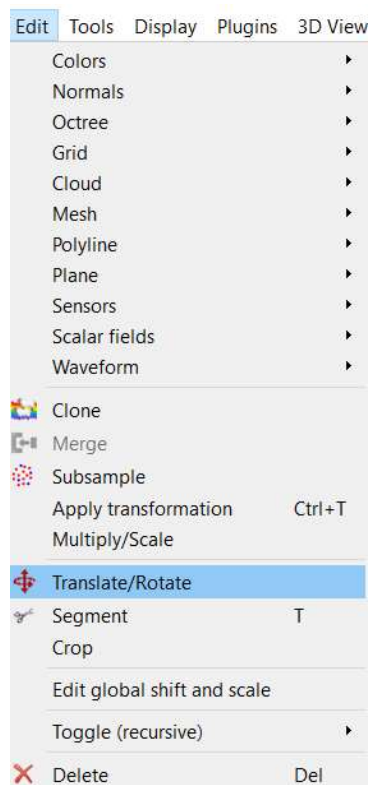 Edit Tools Display Plugins 3D View
Colors
Normals
Octree
Grid
Cloud
Mesh
Polyline
Plane
Sensors
Scalar fields
Waveform
Clone
Merge
Subsample
Apply transformation Ctrl+T
Multiply/Scale
Translate/Rotate
Segment T
Crop
Edit global shift and scale
Toggle (recursive)
Delete Del